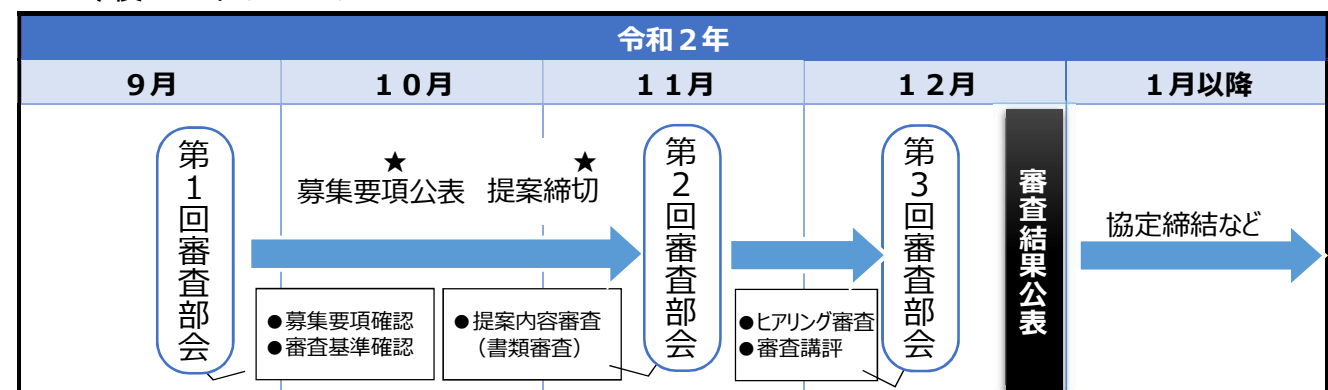 令和２年
９月
１０月
１１月
１２月
１月以降
第１回審査部会
★
募集要項公表
★
提案締切
第２回審査部会
第３回審査部会
審査結果公表
協定締結など
●募集要項確認
●審査基準確認
●提案内容審査
（書類審査）
●ヒアリング審査
●審査講評